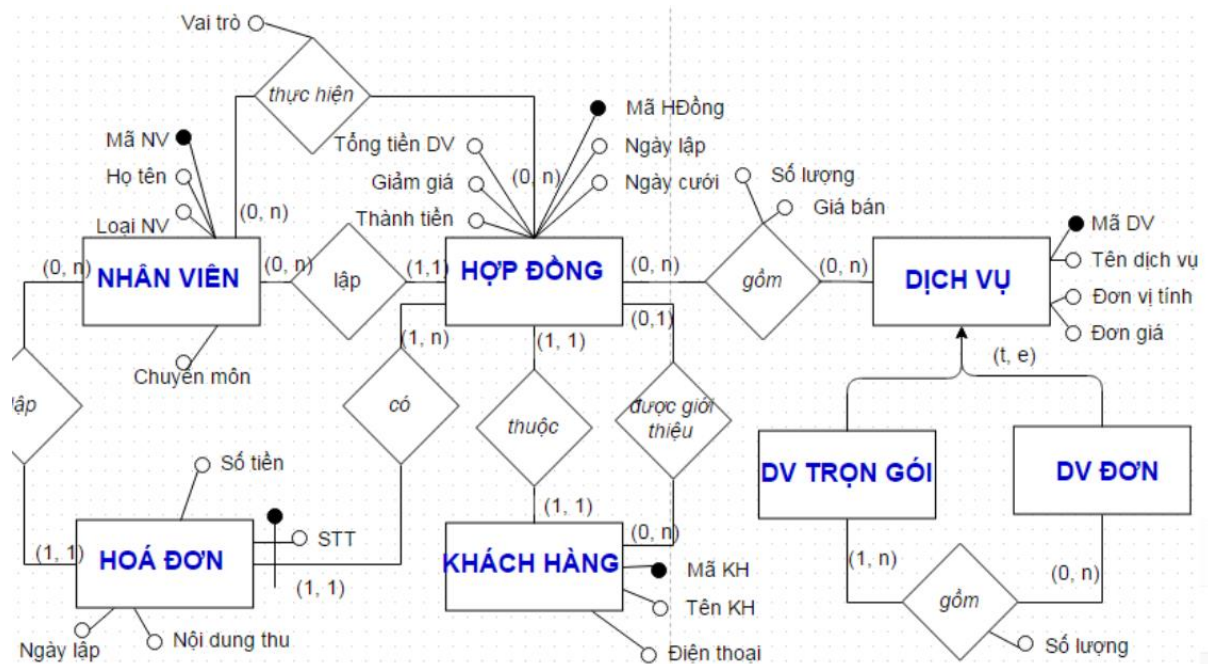 Vai trò
thực hiện
Mã NV
Họ tên
Loại NV
(0, n)
Tổng tiền DV
Giảm giá
Thành tiền
(0, n)
Mã HĐồng
Ngày lập
Ngày cưới
Số lượng
Giá bán
Mã DV
Tên dịch vụ
Đơn vị tính
Đơn giá
(0, n)
NHÂN VIÊN
(0, n)
lập
(1,1)
HỢP ĐỒNG
(0, n)
gồm
(0, n)
DỊCH VỤ
Chuyên môn
(1, n)
(1, 1)
(0,1)
(t, e)
lập
có
thuộc
được giới
thiệu
DV TRỌN GÓI
DV ĐƠN
Số tiền
STT
(1, 1)
HOÁ ĐƠN
(1, 1)
(1, 1)
KHÁCH HÀNG
(0, n)
Mã KH
Tên KH
Điện thoại
Ngày lập
Nội dung thu
(1, n)
gồm
(0, n)
Số lượng